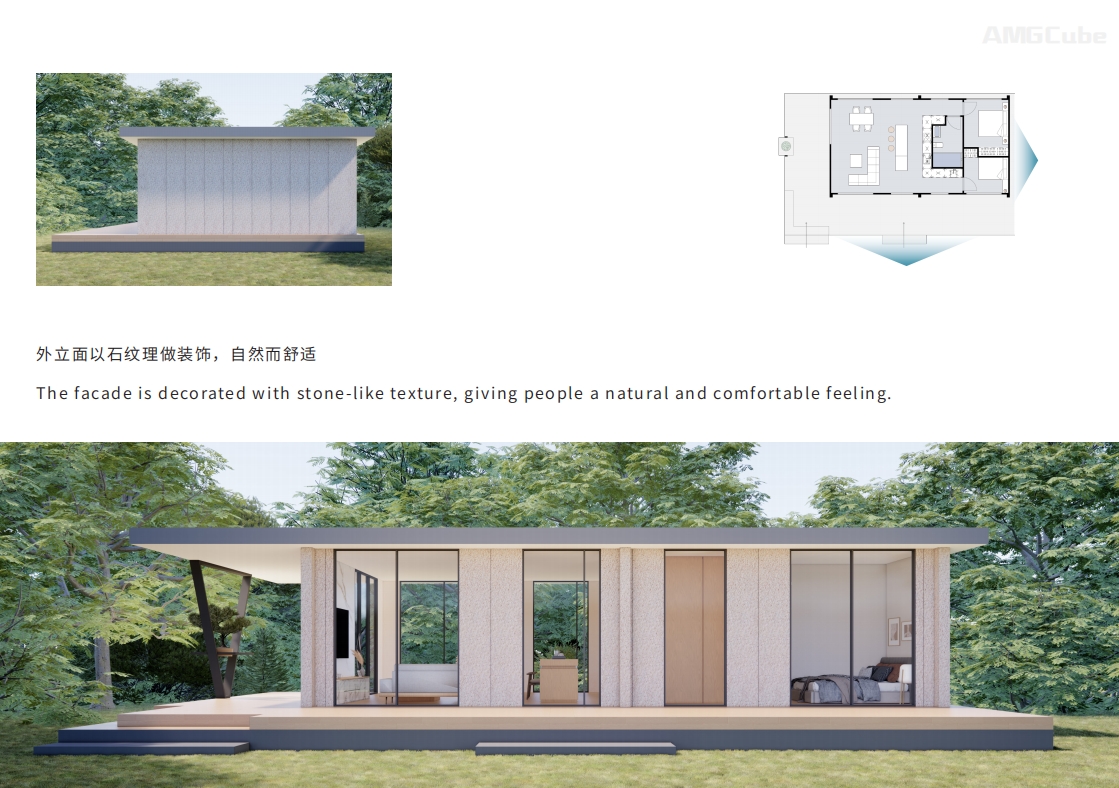 AMGCube
外立面以石纹理做装饰，自然而舒适
The facade is decorated with stone-like texture, giving people a natural and comfortable feeling.